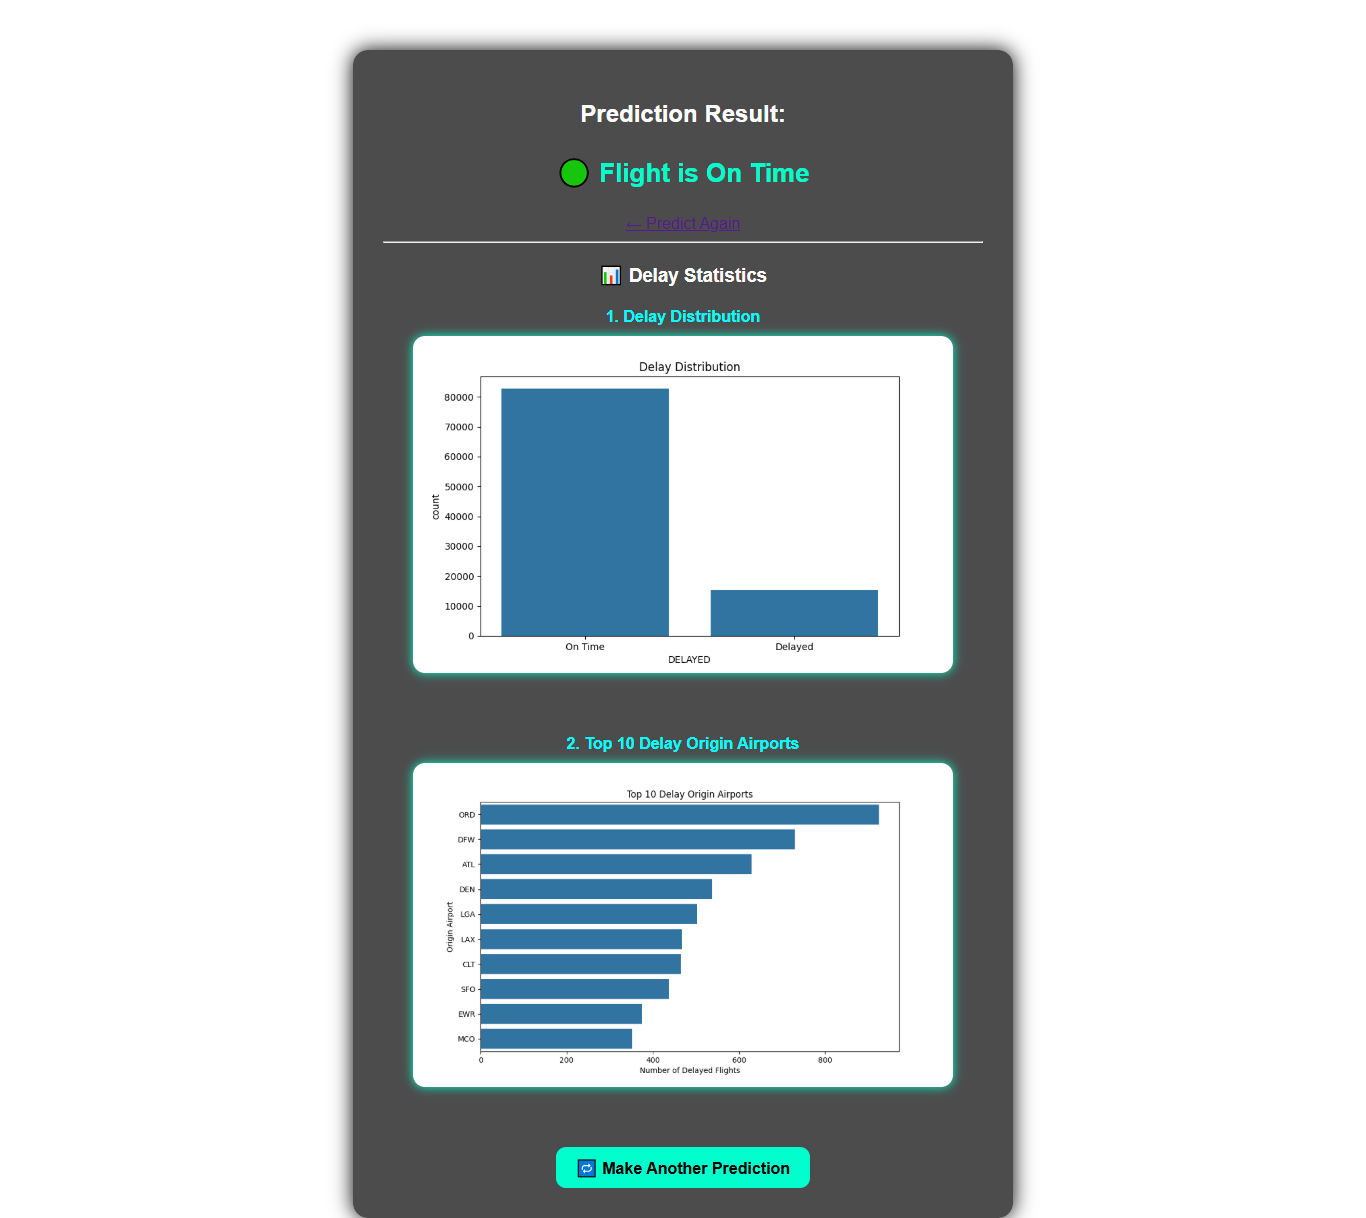 Prediction Result:
Flight is On Time
← Predict Again
Delay Statistics
1. Delay Distribution
Delay Distribution
80000
70000
60000
50000
40000
30000
20000
10000
0
count
On Time Delayed
DELAYED
2. Top 10 Delay Origin Airports
Top 10 Delay Origin Airports
ORD
DFW
ATL
DEN
LGA
LAX
CLT
SFO
EWR
MCO
Origin Airport
0 200 400 600 800
Number of Delayed Flights
Make Another Prediction